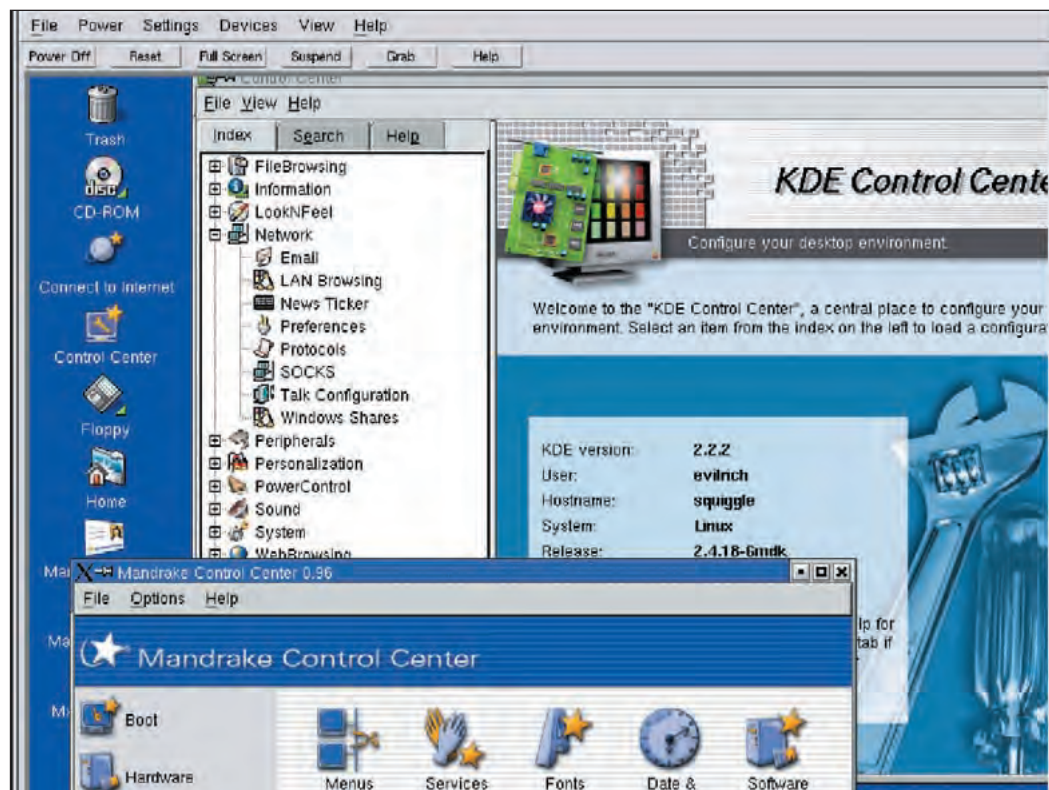 File Power Settings Devices View Help
Power Off Reset Full Screen Suspend Grab Help
Control Center
File View Help
Index Search Help
Trash
CD-ROM
Connect to Internet
Control Center
Floppy
Home
FileBrowsing
Information
LookNFeel
Network
Email
LAN Browsing
News Ticker
Preferences
Protocols
SOCKS
Talk Configuration
Windows Shares
Peripherals
Personalization
PowerControl
Sound
System
WebBrowsing
KDE Control Cente
Configure your desktop environment.
Welcome to the "KDE Control Center", a central place to configure your
environment. Select an item from the index on the left to load a configura
KDE version: 2.2.2
User: evilrich
Hostname: squiggle
System: Linux
Release: 2.4.18-6mdk
lp for
tab if
Mandrake Control Center 0.96
File Options Help
Mandrake Control Center
Boot
Hardware
Menus
Services
Fonts
Date &
Software